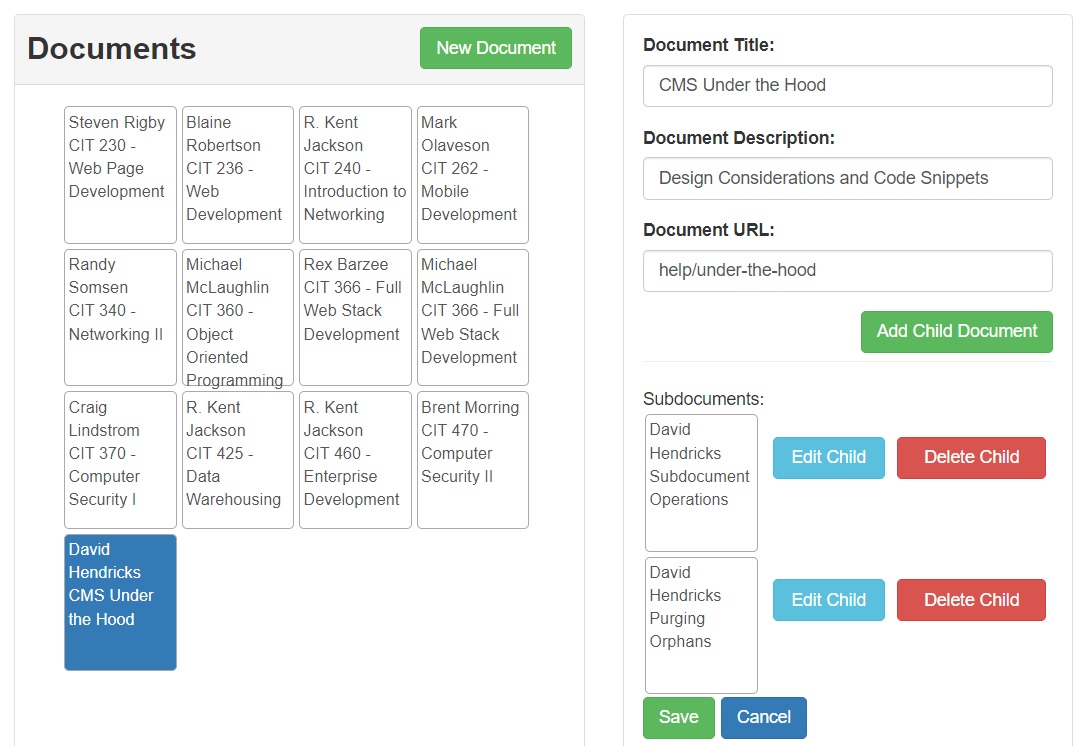 Documents
New Document
Steven Rigby
CIT 230 -
Web Page
Development
Blaine
Robertson
CIT 236 -
Web
Development
R. Kent
Jackson
CIT 240 -
Introduction to
Networking
Mark
Olaveson
CIT 262 -
Mobile
Development
Randy
Somsen
CIT 340 -
Networking II
Michael
McLaughlin
CIT 360 -
Object
Oriented
Programming
Rex Barzee
CIT 366 - Full
Web Stack
Development
Michael
McLaughlin
CIT 366 - Full
Web Stack
Development
Craig
Lindstrom
CIT 370 -
Computer
Security I
R. Kent
Jackson
CIT 425 -
Data
Warehousing
R. Kent
Jackson
CIT 460 -
Enterprise
Development
Brent Morring
CIT 470 -
Computer
Security II
David
Hendricks
CMS Under
the Hood
Document Title:
CMS Under the Hood
Document Description:
Design Considerations and Code Snippets
Document URL:
help/under-the-hood
Add Child Document
Subdocuments:
David
Hendricks
Subdocument
Operations
Edit Child
Delete Child
David
Hendricks
Purging
Orphans
Edit Child
Delete Child
Save
Cancel